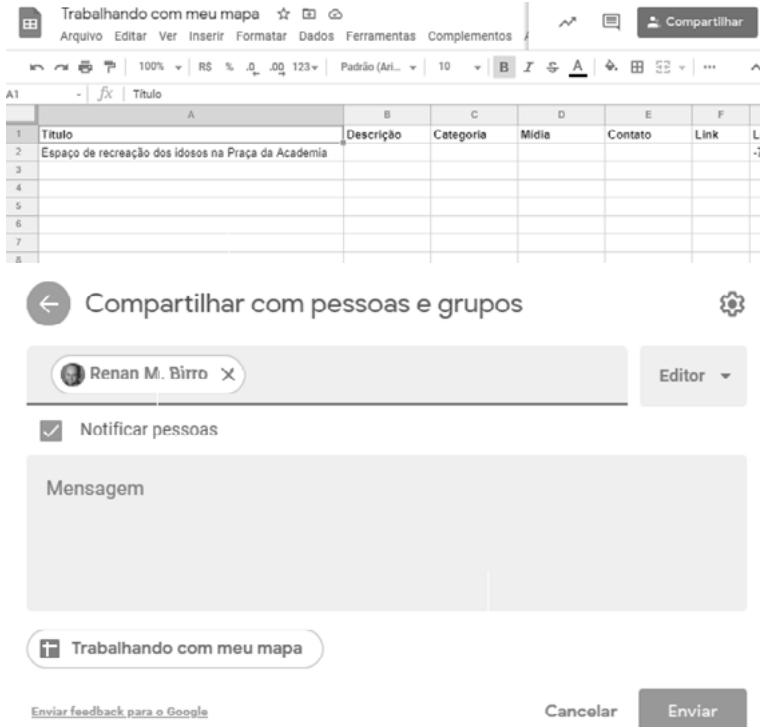 Trabalhando com meu mapa
Arquivo Editar Ver Inserir Formatar Dados Ferramentas Complementos
Compartilhar
100% R$ % .0 .00 123 Padrão (Ari... 10 B I S A ...
A1 fx Título
A B C D E F
1 Título Descrição Categoria Mídia Contato Link L
2 Espaço de recreação dos idosos na Praça da Academia -7
3
4
5
6
7
8
Compartilhar com pessoas e grupos
Renan M. Birro
Editor
Notificar pessoas
Mensagem
Trabalhando com meu mapa
Enviar feedback para o Google
Cancelar Enviar